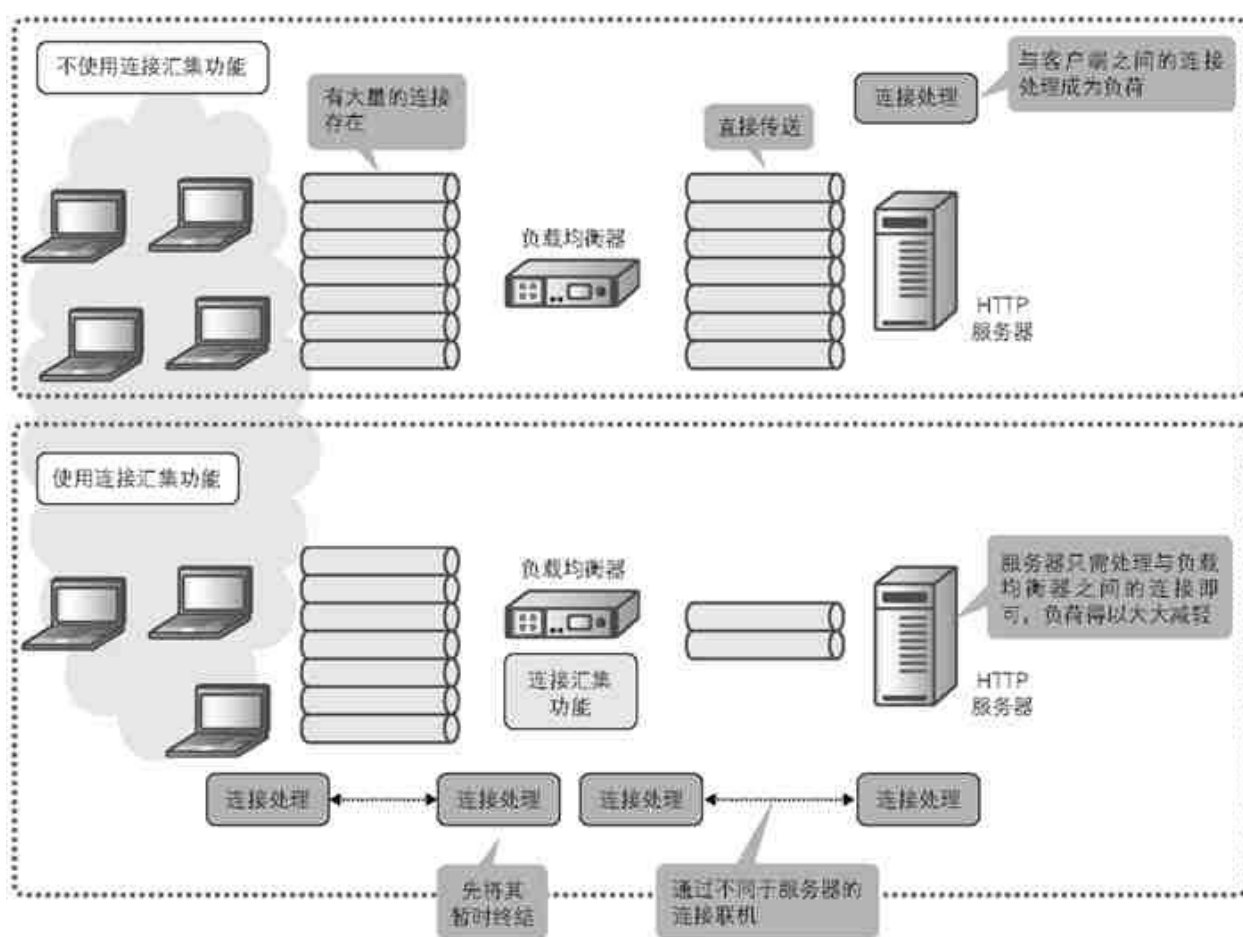 不使用连接汇集功能
有大量的连接
存在
直接传送
连接处理
与客户端之间的连接
处理成为负荷
负载均衡器
HTTP
服务器
使用连接汇集功能
负载均衡器
连接汇集
功能
服务器只需处理与负载
均衡器之间的连接即
可，负荷得以大大减轻
HTTP
服务器
连接处理
连接处理
连接处理
连接处理
先将其
暂时终结
通过不同于服务器的
连接联机